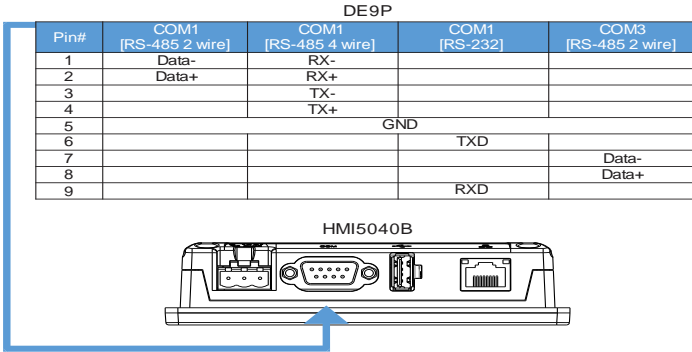 DE9P
Pin# COM1 [RS-485 2 wire] COM1 [RS-485 4 wire] COM1 [RS-232] COM3 [RS-485 2 wire]
1 Data- RX-
2 Data+ RX+
3 TX-
4 TX+
5 GND
6 TXD
7 Data-
8 Data+
9 RXD
HMI5040B
COM